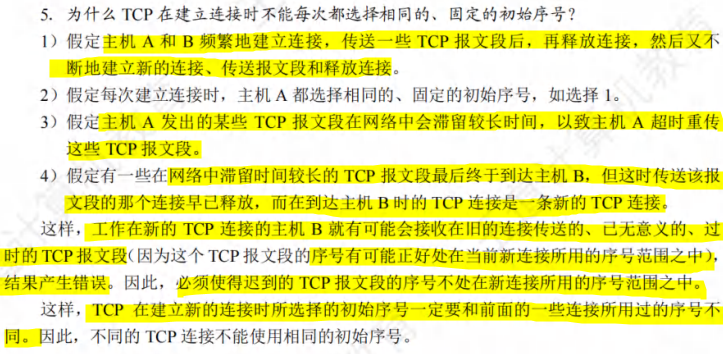 5. 为什么 TCP 在建立连接时不能每次都选择相同的、固定的初始序号？
1）假定主机 A 和 B 频繁地建立连接，传送一些 TCP 报文段后，再释放连接，然后又不
断地建立新的连接、传送报文段和释放连接。
2）假定每次建立连接时，主机 A 都选择相同的、固定的初始序号，如选择 1。
3）假定主机 A 发出的某些 TCP 报文段在网络中会滞留较长时间，以致主机 A 超时重传
这些 TCP 报文段。
4）假定有一些在网络中滞留时间较长的 TCP 报文段最后终于到达主机 B，但这时传送该报
文段的那个连接早已释放，而在到达主机 B 时的 TCP 连接是一条新的 TCP 连接。
这样，工作在新的 TCP 连接的主机 B 就有可能会接收在旧的连接传送的、已无意义的、过
时的 TCP 报文段（因为这个 TCP 报文段的序号有可能正好处在当前新连接所用的序号范围之中），
结果产生错误。因此，必须使得迟到的 TCP 报文段的序号不处在新连接所用的序号范围之中。
这样，TCP 在建立新的连接时所选择的初始序号一定要和前面的一些连接所用过的序号不
同。因此，不同的 TCP 连接不能使用相同的初始序号。